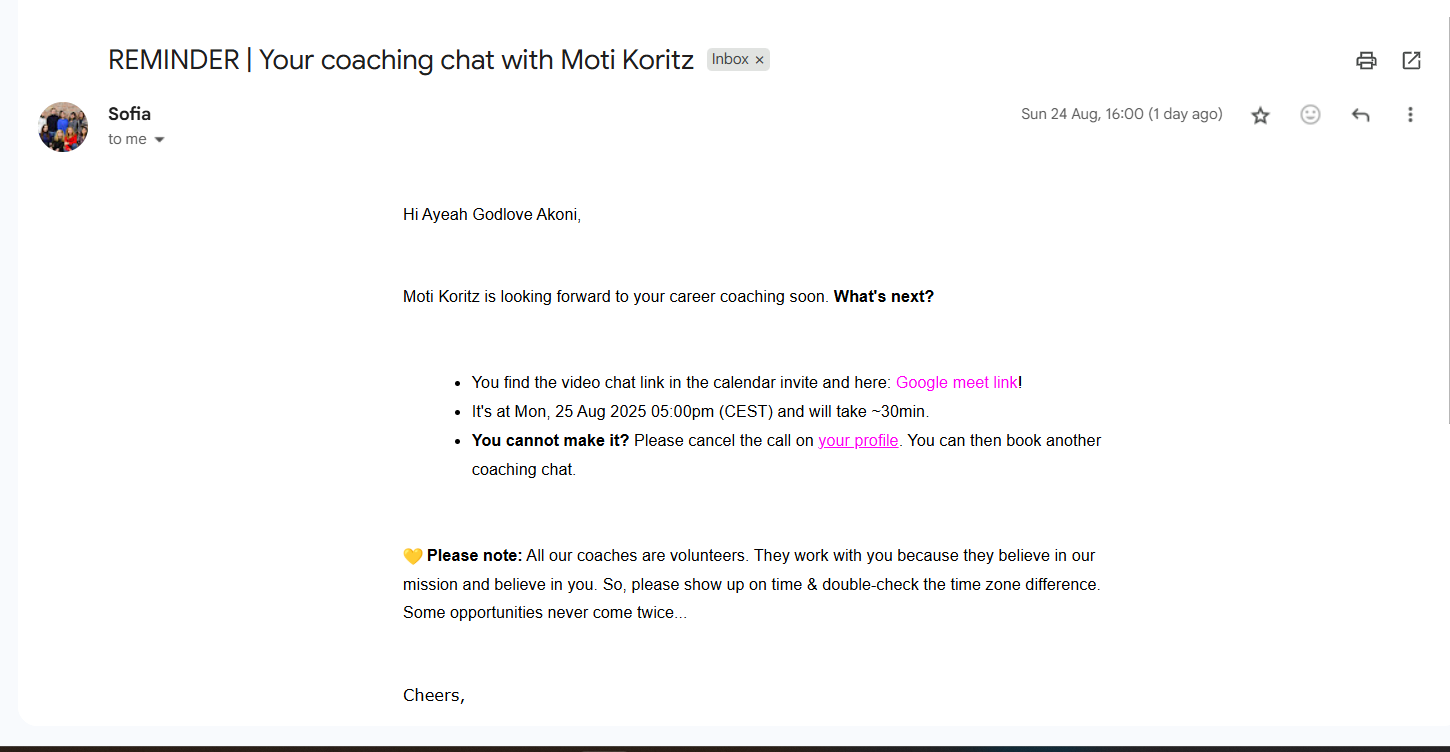 REMINDER | Your coaching chat with Moti Koritz Inbox ×
Sofia
Sun 24 Aug, 16:00 (1 day ago)
to me
Hi Ayeah Godlove Akoni,
Moti Koritz is looking forward to your career coaching soon. What's next?
• You find the video chat link in the calendar invite and here: Google meet link!
• It's at Mon, 25 Aug 2025 05:00pm (CEST) and will take ~30min.
• You cannot make it? Please cancel the call on your profile. You can then book another
coaching chat.
💛 Please note: All our coaches are volunteers. They work with you because they believe in our
mission and believe in you. So, please show up on time & double-check the time zone difference.
Some opportunities never come twice...
Cheers,